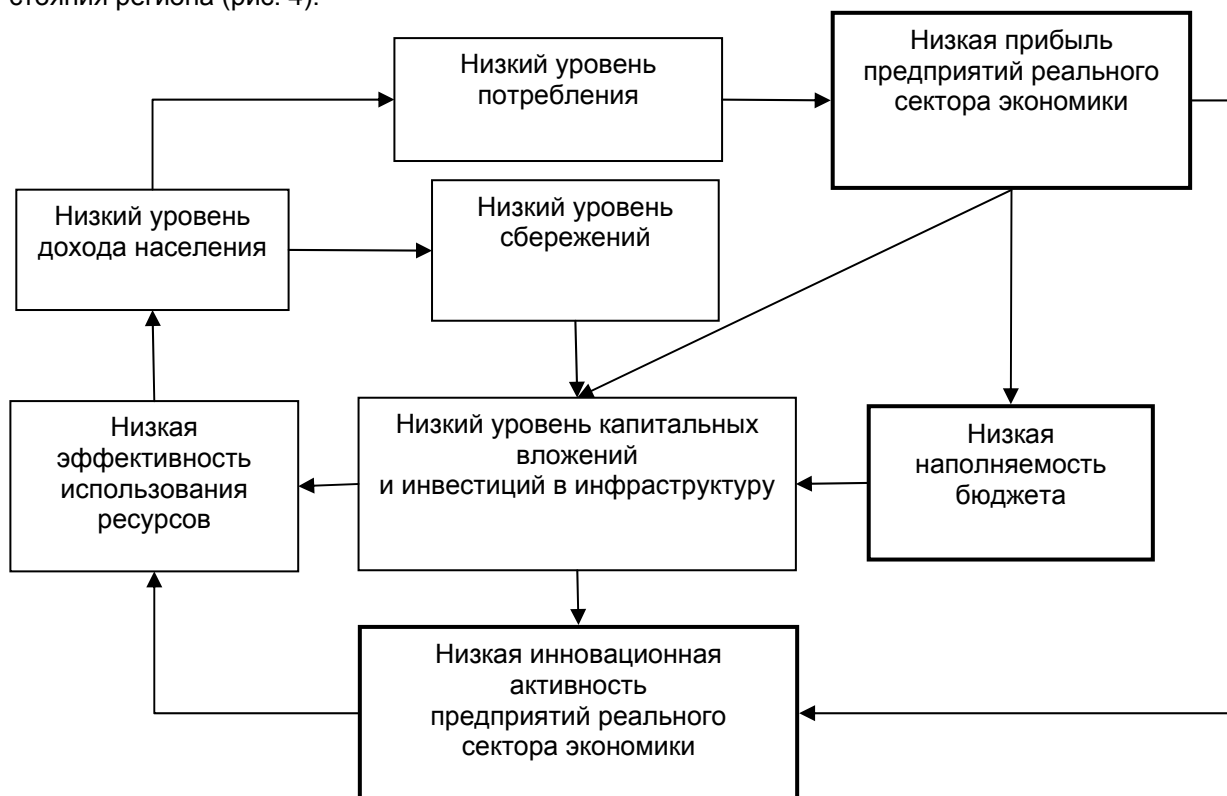 стояния региона (рис. 4).
Низкий уровень
потребления
Низкая прибыль
предприятий реального
сектора экономики
Низкий уровень
дохода населения
Низкий уровень
сбережений
Низкая
эффективность
использования
ресурсов
Низкий уровень капитальных
вложений
и инвестиций в инфраструктуру
Низкая
наполняемость
бюджета
Низкая инновационная
активность
предприятий реального
сектора экономики